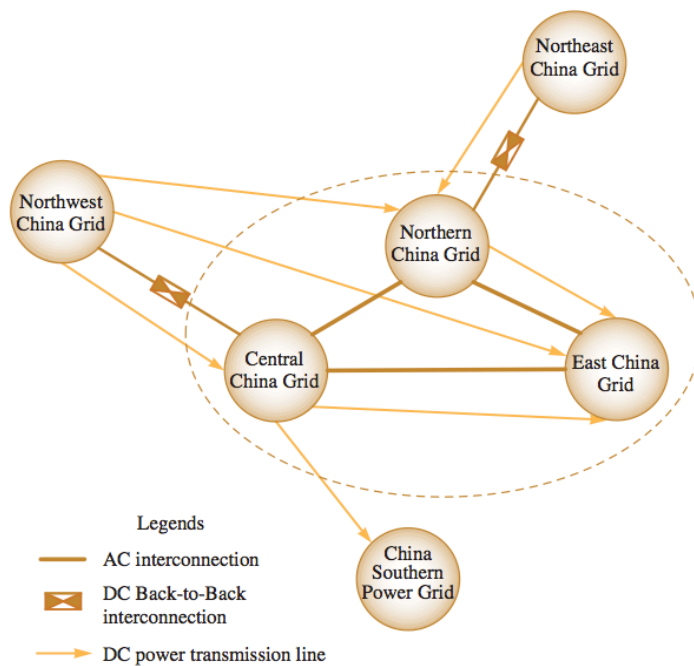 Northeast
China Grid
Northwest
China Grid
Northern
China Grid
Central
China Grid
East China
Grid
China
Southern
Power Grid
Legends
AC interconnection
DC Back-to-Back
interconnection
DC power transmission line